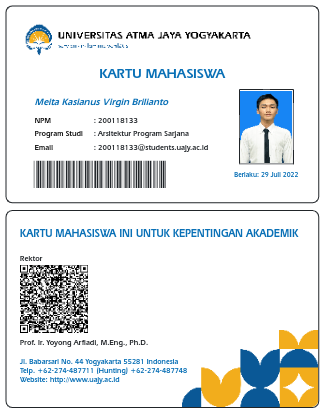 UNIVERSITAS ATMA JAYA YOGYAKARTA
KARTU MAHASISWA
Melta Kasianus Virgin Brilianto
NPM : 200118133
Program Studi : Arsitektur Program Sarjana
Email : 200118133@students.uajy.ac.id
Berlaku: 29 Juli 2022
KARTU MAHASISWA INI UNTUK KEPENTINGAN AKADEMIK
Rektor
Prof. Ir. Yoyong Arfiadi, M.Eng., Ph.D.
Jl. Babarsari No. 44 Yogyakarta 55281 Indonesia
Telp. +62-274-487711 (Hunting) +62-274-487748
Website: http://www.uajy.ac.id